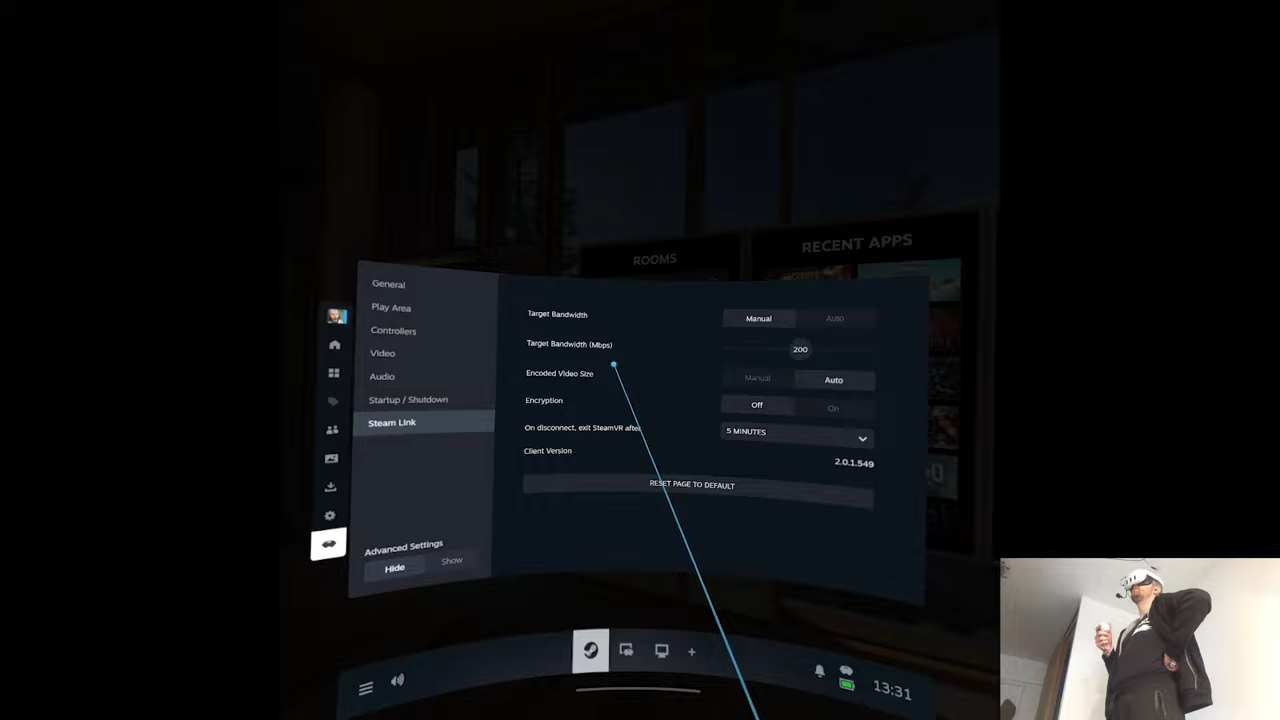 ROOMS
RECENT APPS
General
Play Area
Controllers
Video
Audio
Startup / Shutdown
Steam Link
Advanced Settings
Hide Show
Target Bandwidth
Manual Auto
Target Bandwidth (Mbps)
200
Encoded Video Size
Manual Auto
Encryption
Off On
On disconnect, exit SteamVR after
5 MINUTES
Client Version
2.0.1.549
RESET PAGE TO DEFAULT
13:31